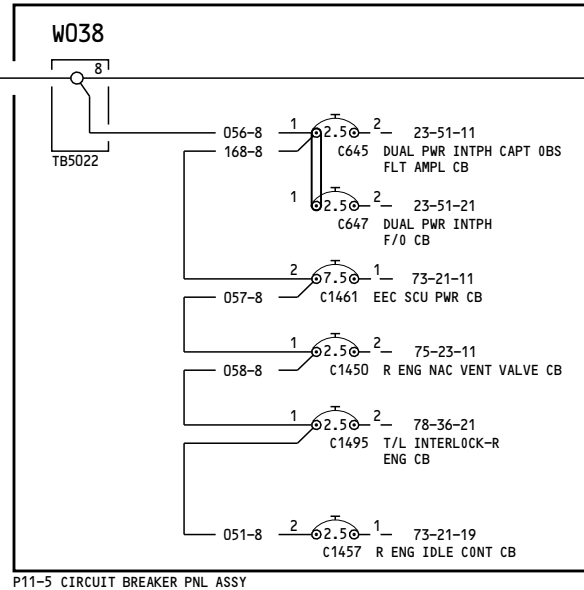 W038
8
TB5022
056-8 1 2.5 2 23-51-11
168-8 C645 DUAL PWR INTPH CAPT OBS
FLT AMPL CB
1 2.5 2 23-51-21
C647 DUAL PWR INTPH
F/O CB
2 7.5 1 73-21-11
057-8 C1461 EEC SCU PWR CB
1 2.5 2 75-23-11
058-8 C1450 R ENG NAC VENT VALVE CB
1 2.5 2 78-36-21
C1495 T/L INTERLOCK-R
ENG CB
051-8 2 2.5 1 73-21-19
C1457 R ENG IDLE CONT CB
P11-5 CIRCUIT BREAKER PNL ASSY